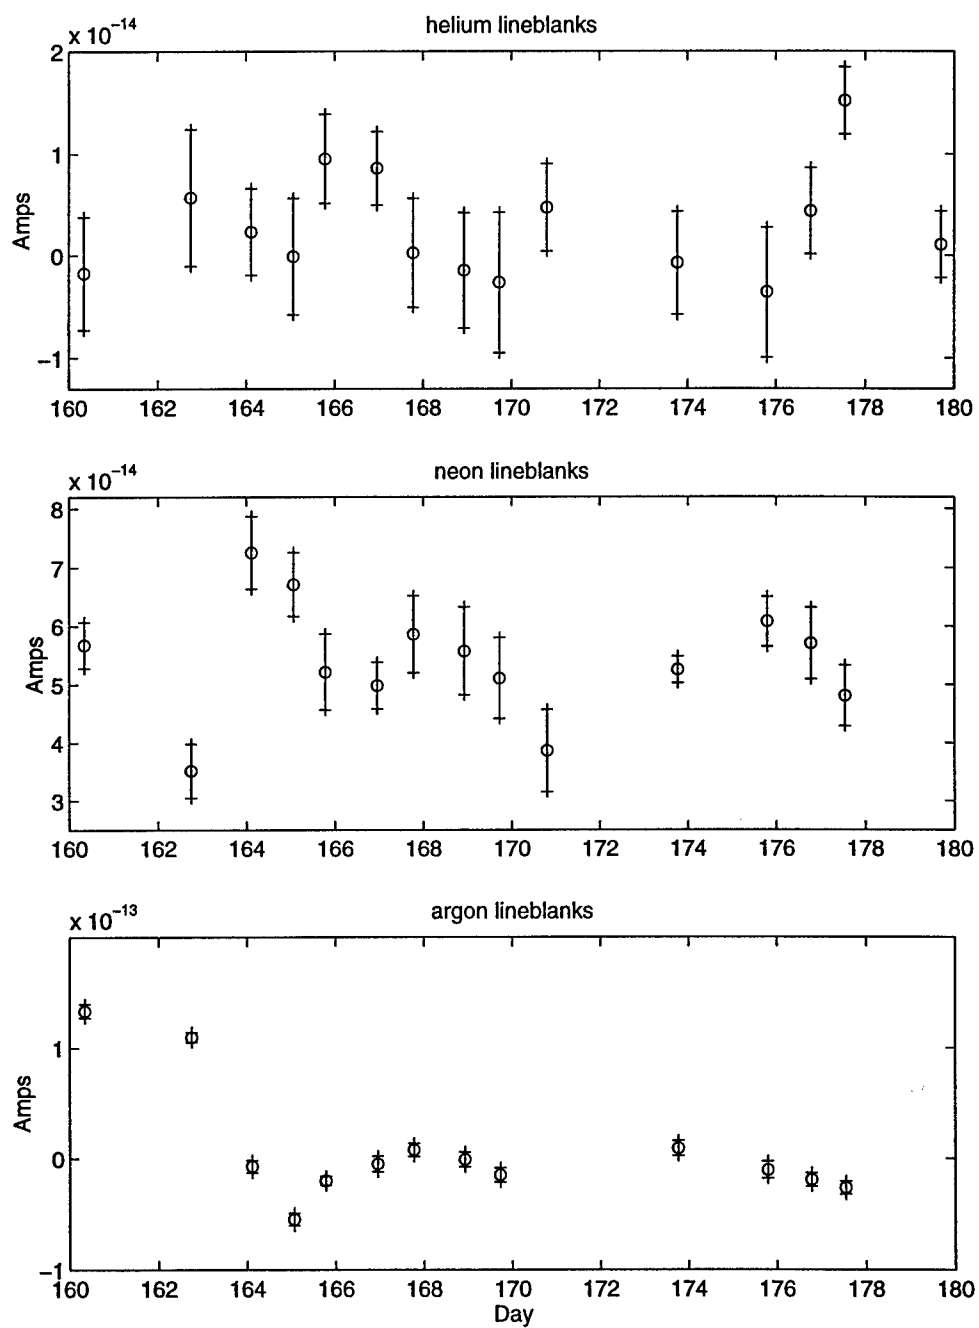 helium lineblanks
x 10^-14
2
1
0
-1
Amps
160 162 164 166 168 170 172 174 176 178 180
neon lineblanks
x 10^-14
8
7
6
5
4
3
Amps
160 162 164 166 168 170 172 174 176 178 180
argon lineblanks
x 10^-13
1
0
-1
Amps
160 162 164 166 168 170 172 174 176 178 180
Day